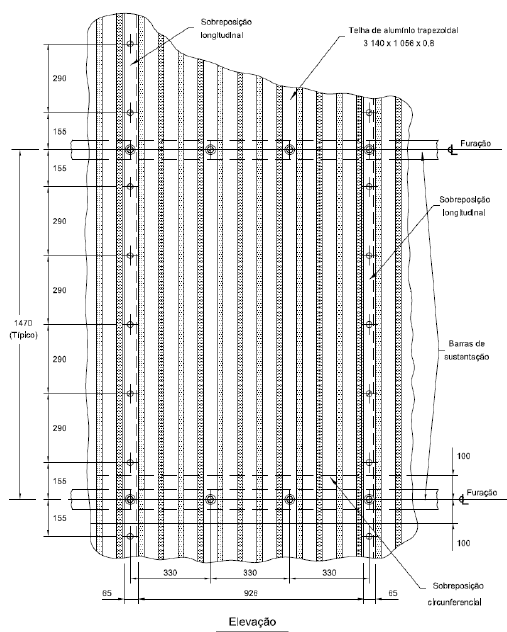 Sobreposição
longitudinal
Telha de alumínio trapezoidal
3 140 x 1 056 x 0,8
290
155
Furação
155
290
Sobreposição
longitudinal
290
1470
(Típico)
290
Barras de
sustantação
290
155
100
Furação
155
100
330 330 330
65 926 65
Sobreposição
circunferencial
Elevação